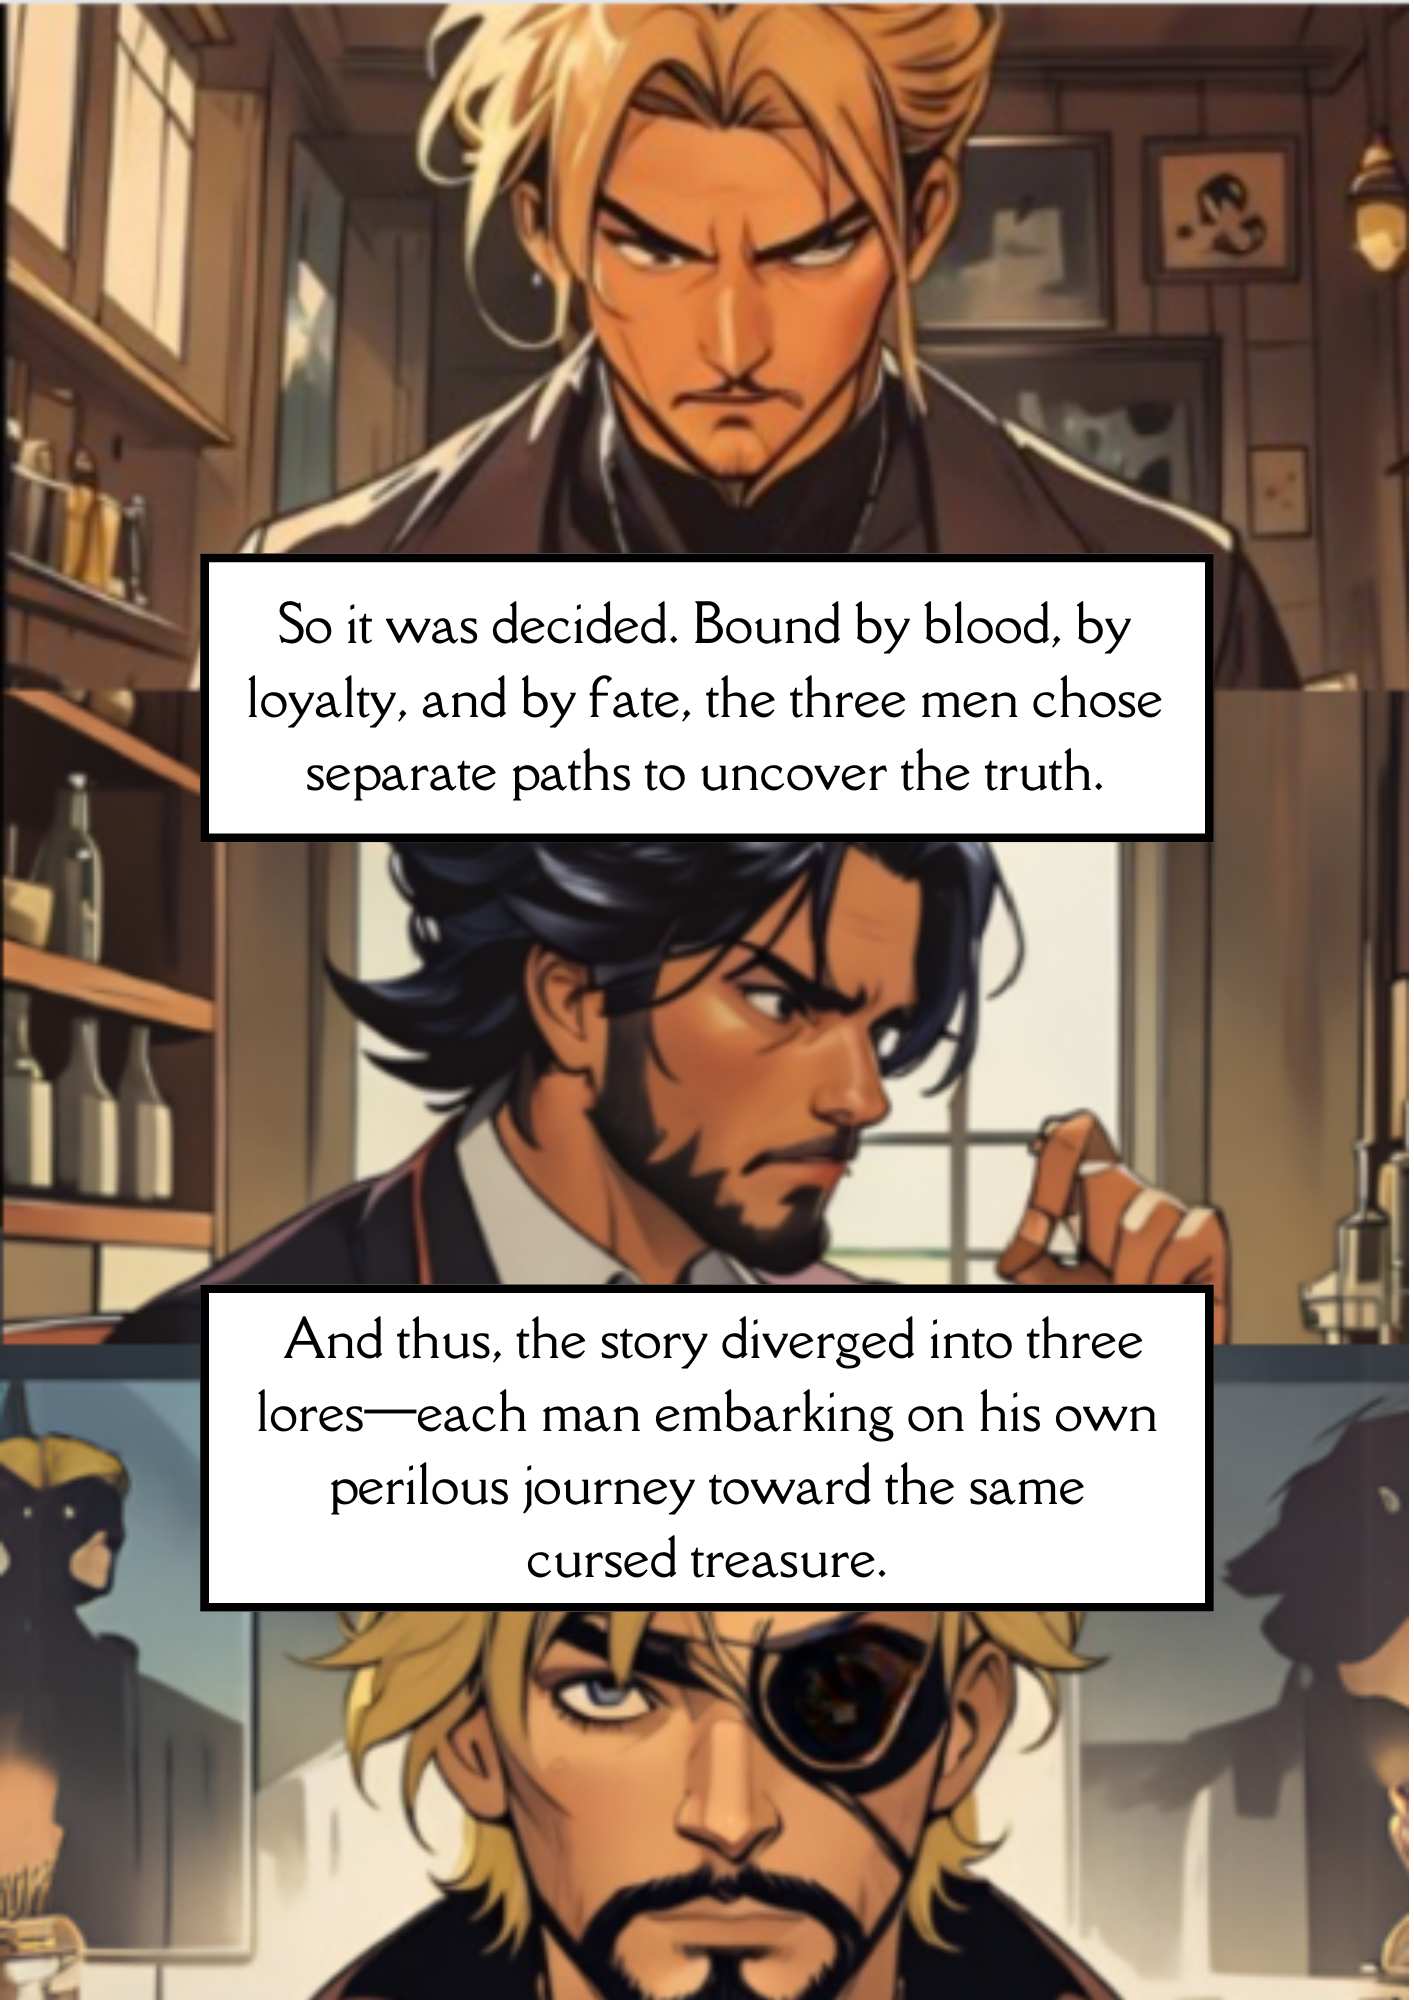 So it was decided. Bound by blood, by
loyalty, and by fate, the three men chose
separate paths to uncover the truth.
And thus, the story diverged into three
lores—each man embarking on his own
perilous journey toward the same
cursed treasure.